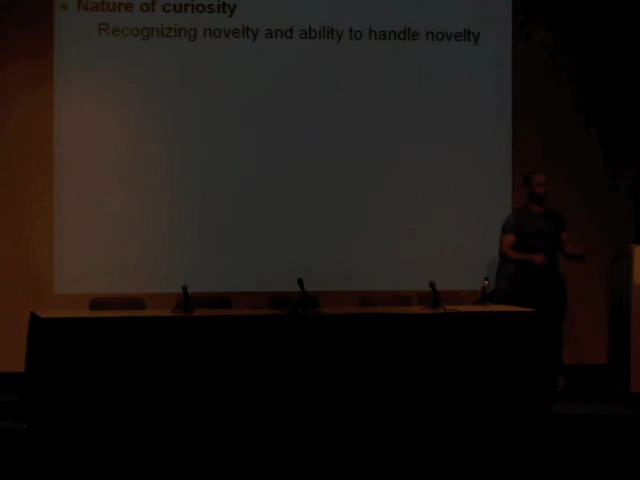 Nature of curiosity
Recognizing novelty and ability to handle novelty